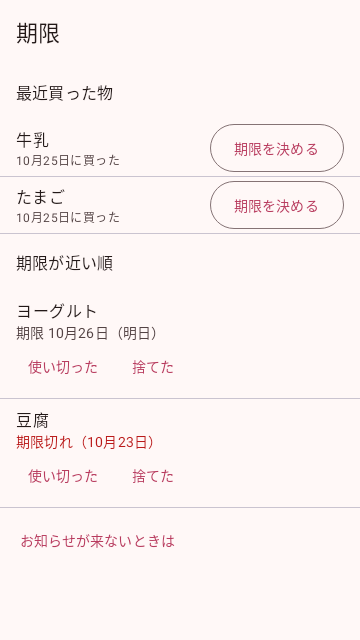 期限
最近買った物
牛乳
10月25日に買った
期限を決める
たまご
10月25日に買った
期限を決める
期限が近い順
ヨーグルト
期限 10月26日（明日）
使い切った 捨てた
豆腐
期限切れ（10月23日）
使い切った 捨てた
お知らせが来ないときは